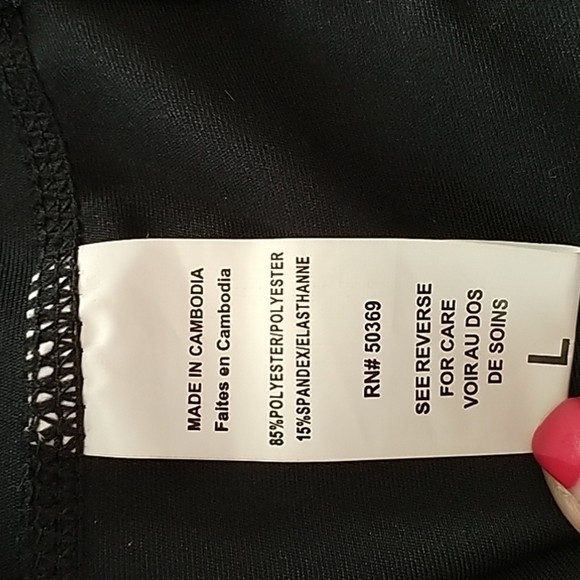 MADE IN CAMBODIA
Faites en Cambodia
85%POLYESTER/POLYESTER
15%SPANDEX/ELASTHANNE
RN# 50369
SEE REVERSE
FOR CARE
VOIR AU DOS
DE SOINS
L